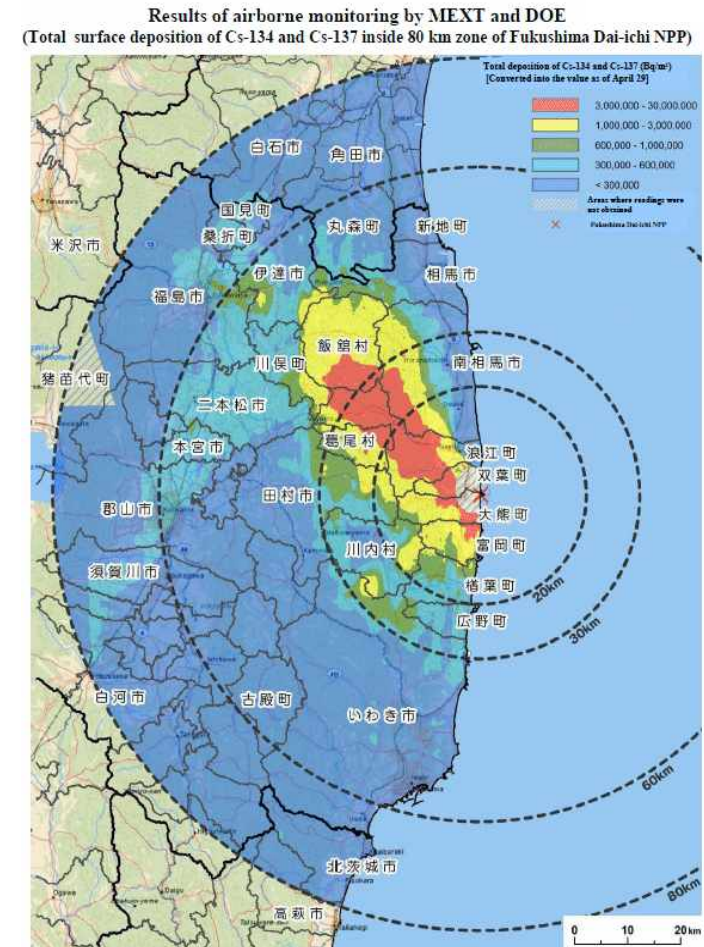 Results of airborne monitoring by MEXT and DOE
(Total surface deposition of Cs-134 and Cs-137 inside 80 km zone of Fukushima Dai-ichi NPP)
Total deposition of Cs-134 and Cs-137 (Bq/m²)
[Converted into the value as of April 29]
3,000,000 - 30,000,000
1,000,000 - 3,000,000
600,000 - 1,000,000
300,000 - 600,000
< 300,000
Areas where readings were
not obtained
Fukushima Dai-ichi NPP
白石市
角田市
国見町
丸森町
新地町
桑折町
米沢市
伊達市
相馬市
福島市
飯舘村
川俣町
南相馬市
猪苗代町
二本松市
葛尾村
本宮市
浪江町
双葉町
田村市
郡山市
大熊町
川内村
富岡町
須賀川市
楢葉町
20km
広野町
30km
白河市
古殿町
いわき市
60km
北茨城市
80km
高萩市
0 10 20 km